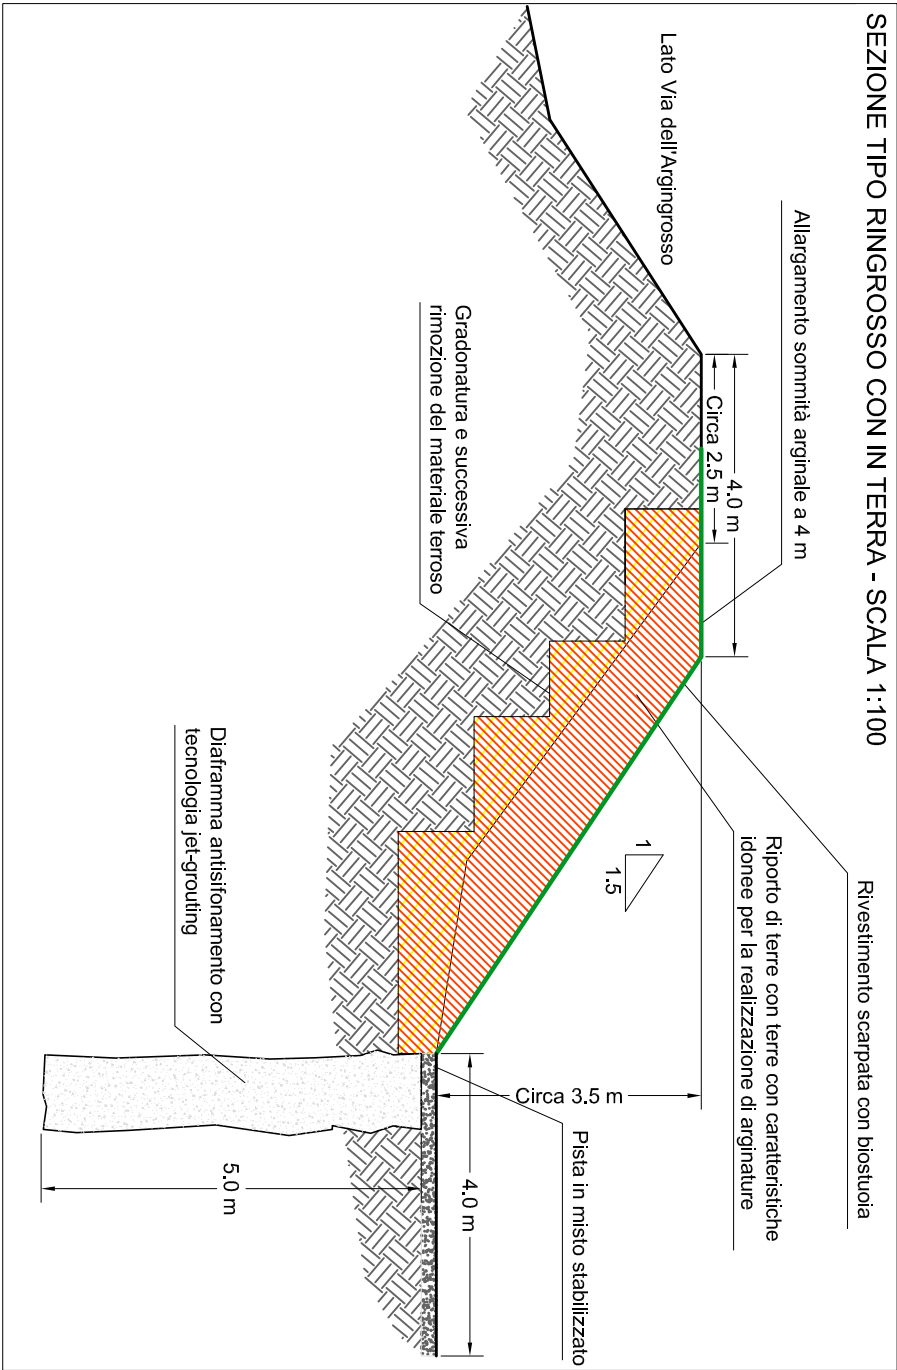 SEZIONE TIPO RINGROSSO CON IN TERRA - SCALA 1:100
Lato Via dell'Argingrosso
Allargamento sommità arginale a 4 m
4.0 m
Circa 2.5 m
Rivestimento scarpata con biostuoia
Riporto di terre con terre con caratteristiche
idonee per la realizzazione di arginature
1
1.5
Gradonatura e successiva
rimozione del materiale terroso
Circa 3.5 m
Pista in misto stabilizzato
4.0 m
Diaframma antisifonamento con
tecnologia jet-grouting
5.0 m